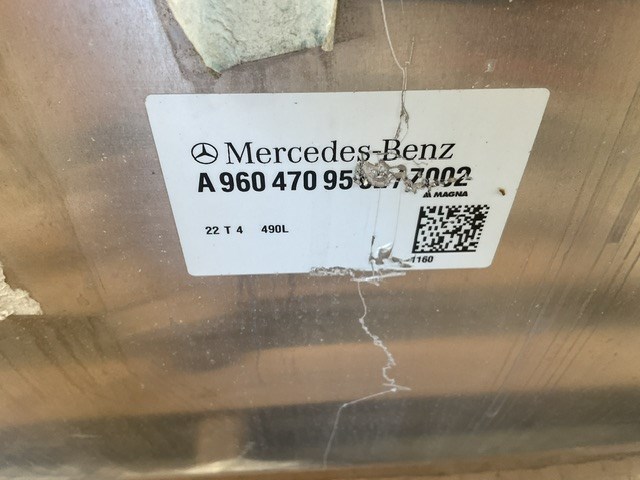 Mercedes-Benz
A 960 470 95 7002
MAGNA
22 T 4 490L
1160